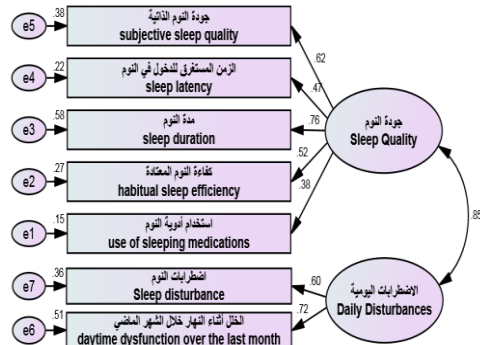 e5
.38
جودة النوم الذاتية
subjective sleep quality
.62
e4
.22
الزمن المستغرق للدخول في النوم
sleep latency
.47
e3
.58
مدة النوم
sleep duration
.76
جودة النوم
Sleep Quality
e2
.27
كفاءة النوم المعتادة
habitual sleep efficiency
.52
e1
.15
استخدام أدوية النوم
use of sleeping medications
.38
.85
e7
.36
اضطرابات النوم
Sleep disturbance
.60
الاضطرابات اليومية
Daily Disturbances
e6
.51
الخلل أثناء النهار خلال الشهر الماضي
daytime dysfunction over the last month
.72